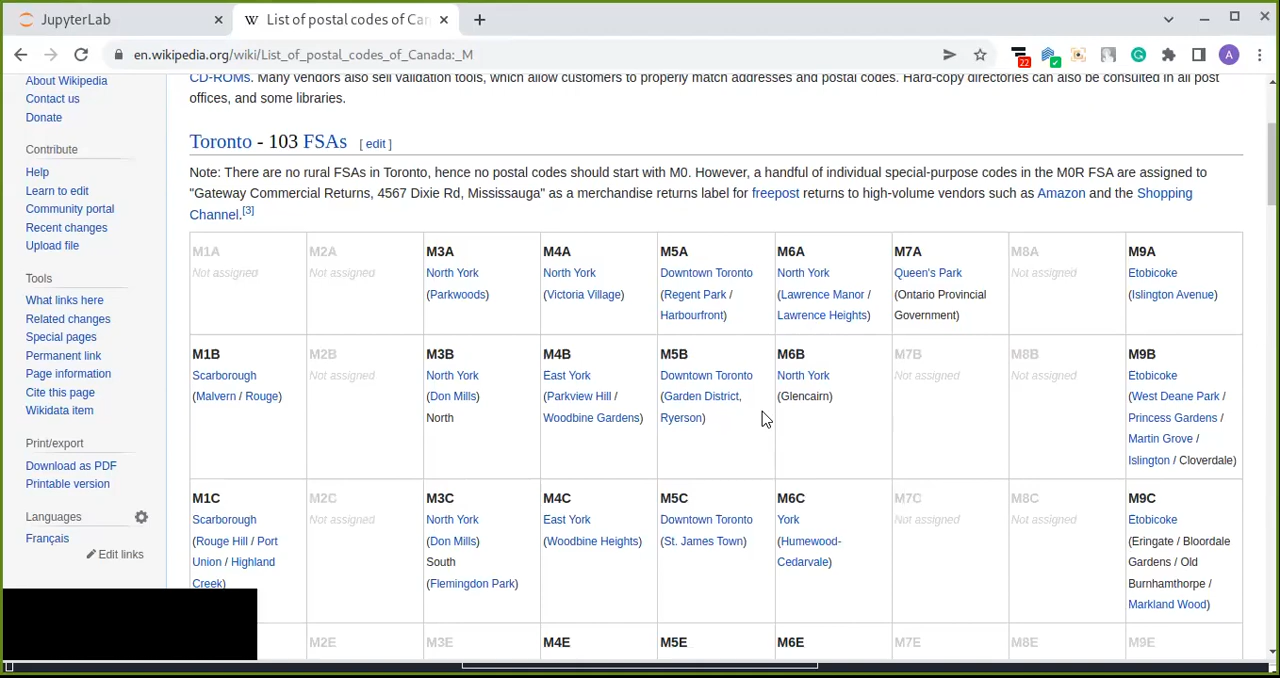 JupyterLab
List of postal codes of Ca
en.wikipedia.org/wiki/List_of_postal_codes_of_Canada:_M
22
A
About Wikipedia
Contact us
Donate
Contribute
Help
Learn to edit
Community portal
Recent changes
Upload file
Tools
What links here
Related changes
Special pages
Permanent link
Page information
Cite this page
Wikidata item
Print/export
Download as PDF
Printable version
Languages
Français
Edit links
CD-ROMs. Many vendors also sell validation tools, which allow customers to properly match addresses and postal codes. Hard-copy directories can also be consulted in all post
offices, and some libraries.
Toronto - 103 FSAs [ edit ]
Note: There are no rural FSAs in Toronto, hence no postal codes should start with M0. However, a handful of individual special-purpose codes in the M0R FSA are assigned to
"Gateway Commercial Returns, 4567 Dixie Rd, Mississauga" as a merchandise returns label for freepost returns to high-volume vendors such as Amazon and the Shopping
Channel.[3]
M1A
Not assigned
M2A
Not assigned
M3A
North York
(Parkwoods)
M4A
North York
(Victoria Village)
M5A
Downtown Toronto
(Regent Park /
Harbourfront)
M6A
North York
(Lawrence Manor /
Lawrence Heights)
M7A
Queen's Park
(Ontario Provincial
Government)
M8A
Not assigned
M9A
Etobicoke
(Islington Avenue)
M1B
Scarborough
(Malvern / Rouge)
M2B
Not assigned
M3B
North York
(Don Mills)
North
M4B
East York
(Parkview Hill /
Woodbine Gardens)
M5B
Downtown Toronto
(Garden District,
Ryerson)
M6B
North York
(Glencairn)
M7B
Not assigned
M8B
Not assigned
M9B
Etobicoke
(West Deane Park /
Princess Gardens /
Martin Grove /
Islington / Cloverdale)
M1C
Scarborough
(Rouge Hill / Port
Union / Highland
Creek)
M2C
Not assigned
M3C
North York
(Don Mills)
South
(Flemingdon Park)
M4C
East York
(Woodbine Heights)
M5C
Downtown Toronto
(St. James Town)
M6C
York
(Humewood-
Cedarvale)
M7C
Not assigned
M8C
Not assigned
M9C
Etobicoke
(Eringate / Bloordale
Gardens / Old
Burnhamthorpe /
Markland Wood)
M2E
M3E
M4E
M5E
M6E
M7E
M8E
M9E